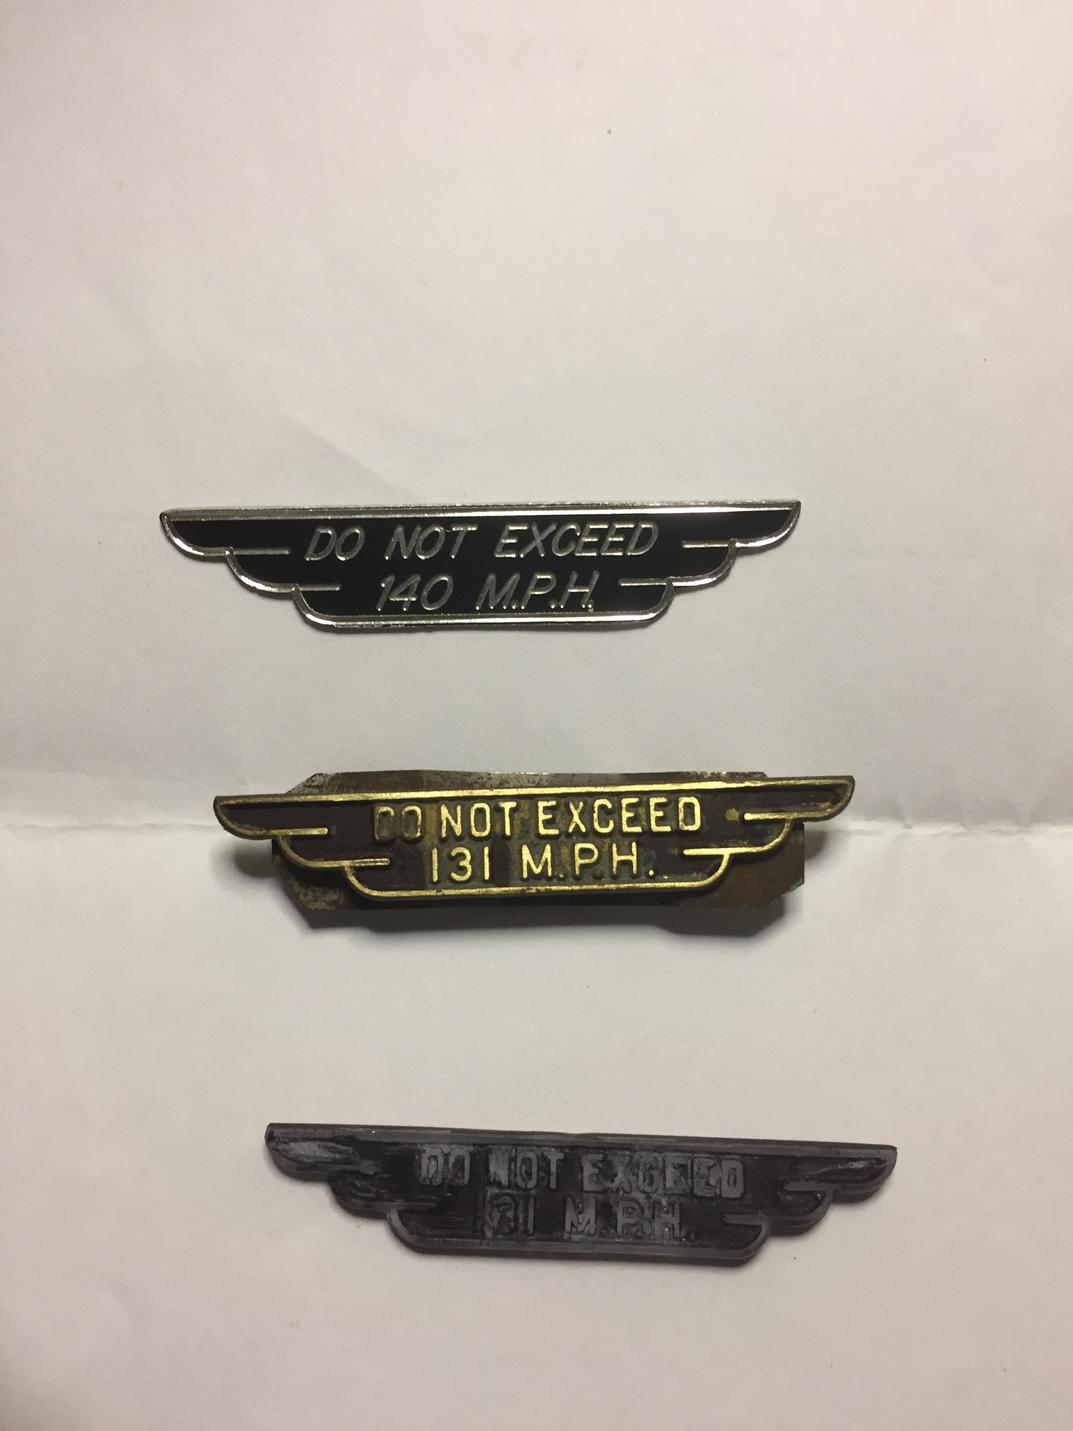 DO NOT EXCEED
140 M.P.H.
DO NOT EXCEED
131 M.P.H.
DO NOT EXCEED
131 M.P.H.